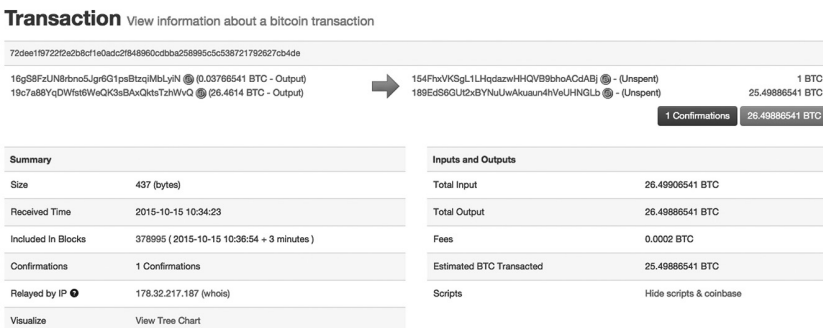 Transaction View information about a bitcoin transaction
72dee1f9722f2e2b8cf1e0adc2f848960cdbba258995c5c538721792627cb4de
16gS8FzUN8rbno5Jgr6G1psBtzqiMbLyiN (0.03766541 BTC - Output)
19c7a88YqDWfst6WeQK3sBAxQktsTzhWvQ (26.4614 BTC - Output)
154FhxVKSgL1LHqdazwHHQVB9bhoACdABj - (Unspent) 1 BTC
189EdS6GUt2xBYNuUwAkuaun4hVeUHNGLb - (Unspent) 25.49886541 BTC
1 Confirmations 26.49886541 BTC
Summary
Size 437 (bytes)
Received Time 2015-10-15 10:34:23
Included In Blocks 378995 ( 2015-10-15 10:36:54 + 3 minutes )
Confirmations 1 Confirmations
Relayed by IP ? 178.32.217.187 (whois)
Visualize View Tree Chart
Inputs and Outputs
Total Input 26.49906541 BTC
Total Output 26.49886541 BTC
Fees 0.0002 BTC
Estimated BTC Transacted 25.49886541 BTC
Scripts Hide scripts & coinbase